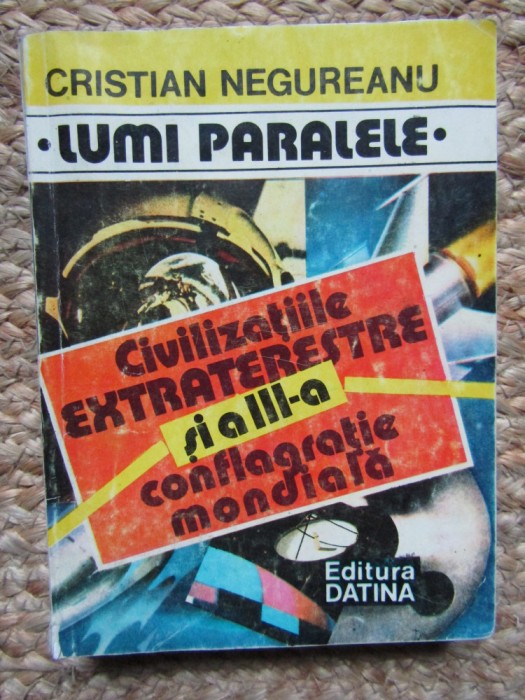 CRISTIAN NEGUREANU
• LUMI PARALELE •
Civilizațiile
EXTRATERESTRE
și a III-a
conflagrație
mondială
Editura
DATINA